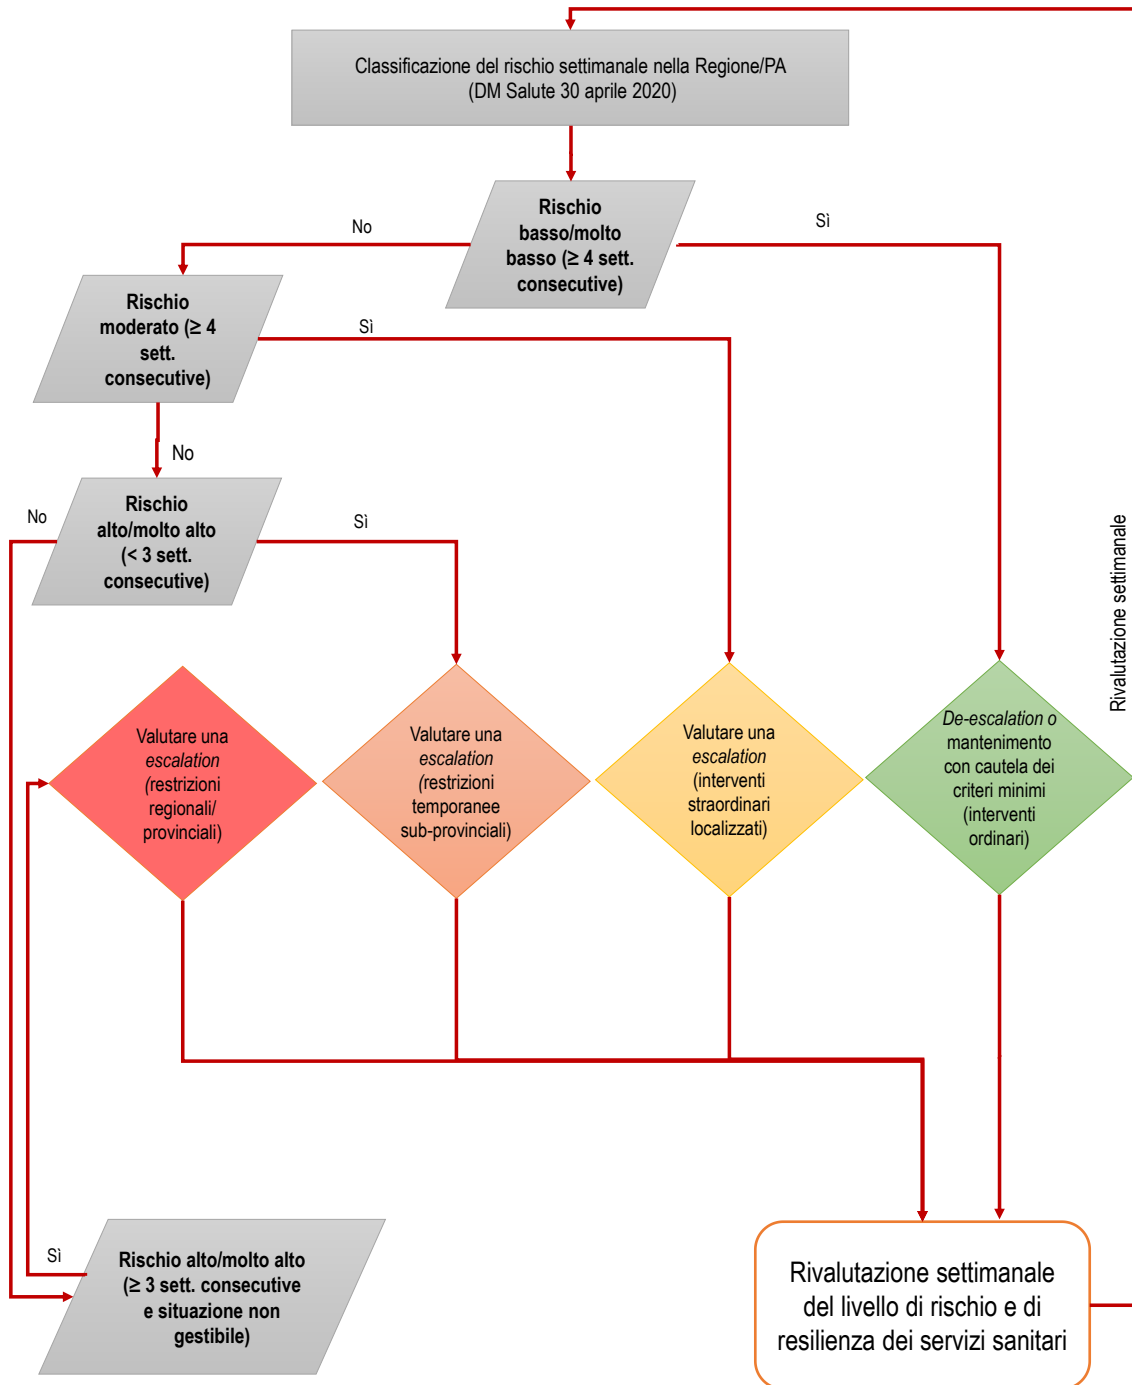 Classificazione del rischio settimanale nella Regione/PA
(DM Salute 30 aprile 2020)
Rischio
basso/molto
basso (≥ 4 sett.
consecutive)
No
Sì
Rischio
moderato (≥ 4
sett.
consecutive)
Sì
No
Rischio
alto/molto alto
(< 3 sett.
consecutive)
No
Sì
Rivalutazione settimanale
Valutare una
escalation
(restrizioni
regionali/
provinciali)
Valutare una
escalation
(restrizioni
temporanee
sub-provinciali)
Valutare una
escalation
(interventi
straordinari
localizzati)
De-escalation o
mantenimento
con cautela dei
criteri minimi
(interventi
ordinari)
Sì
Rischio alto/molto alto
(≥ 3 sett. consecutive
e situazione non
gestibile)
Rivalutazione settimanale
del livello di rischio e di
resilienza dei servizi sanitari